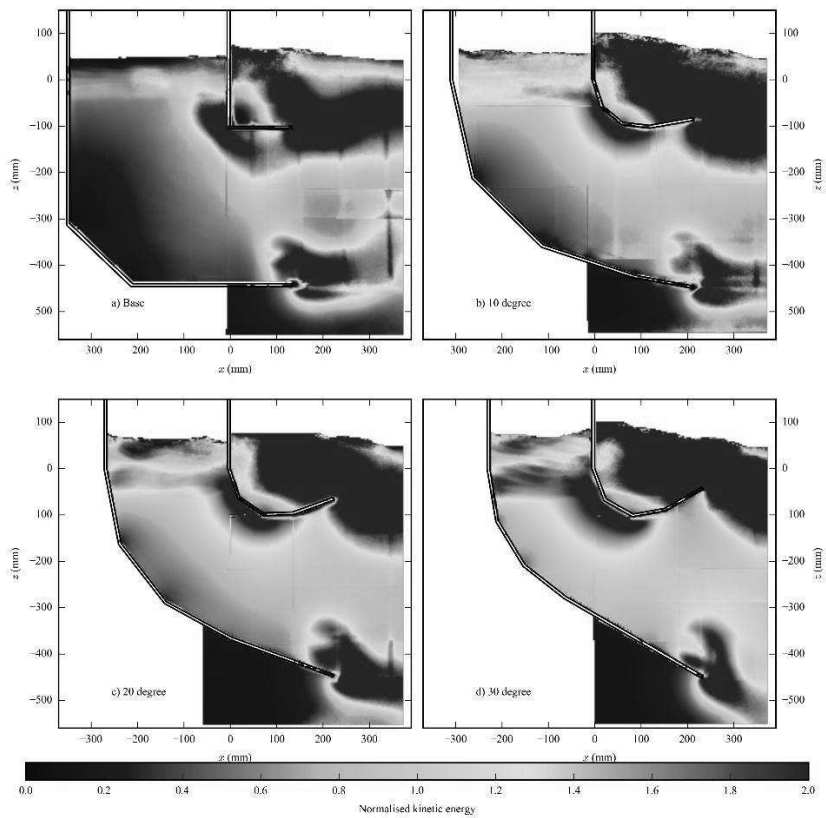 100
0
−100
−200
−300
−400
500
z (mm)
a) Base
300 200 100 0 100 200 300
x (mm)
100
0
−100
−200
−300
−400
500
z (mm)
b) 10 degree
300 200 100 0 100 200 300
x (mm)
100
0
−100
−200
−300
−400
−500
z (mm)
c) 20 degree
−300 −200 −100 0 100 200 300
x (mm)
100
0
−100
−200
−300
−400
−500
z (mm)
d) 30 degree
−300 −200 −100 0 100 200 300
x (mm)
0.0 0.2 0.4 0.6 0.8 1.0 1.2 1.4 1.6 1.8 2.0
Normalised kinetic energy